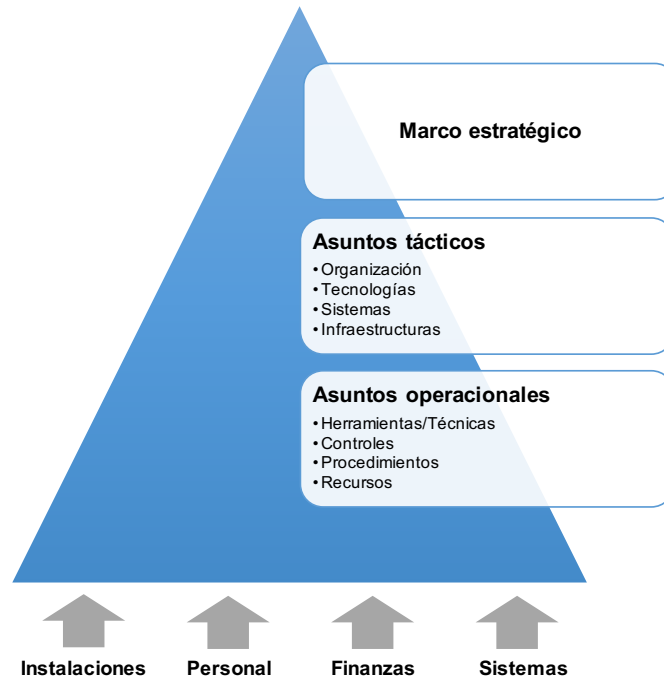 Marco estratégico
Asuntos tácticos
•Organización
•Tecnologías
•Sistemas
•Infraestructuras
Asuntos operacionales
•Herramientas/Técnicas
•Controles
•Procedimientos
•Recursos
Instalaciones Personal Finanzas Sistemas